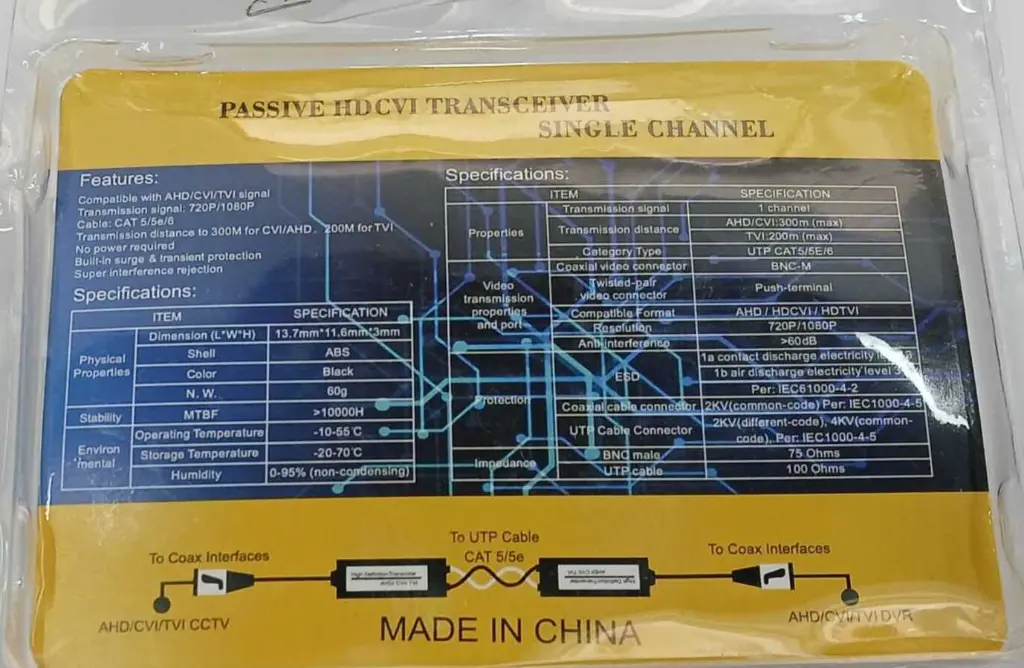 PASSIVE HDCVI TRANSCEIVER
SINGLE CHANNEL
Features:
Compatible with AHD/CVI/TVI signal
Transmission signal: 720P/1080P
Cable: CAT 5/5e/6
Transmission distance to 300M for CVI/AHD, 200M for TVI
No power required
Built-in surge & transient protection
Super interference rejection
Specifications:
ITEM SPECIFICATION
Physical Properties
Dimension (L*W*H) 13.7mm*11.6mm*3mm
Shell ABS
Color Black
N. W. 60g
Stability MTBF >10000H
Environ mental
Operating Temperature -10-55℃
Storage Temperature -20-70℃
Humidity 0-95% (non-condensing)
Specifications:
ITEM SPECIFICATION
Properties
Transmission signal 1 channel
Transmission distance AHD/CVI:300m (max)
TVI:200m (max)
Category Type UTP CAT5/5E/6
Video transmission properties and port
Coaxial video connector BNC-M
Twisted-pair video connector Push-terminal
Compatible Format AHD / HDCVI / HDTVI
Resolution 720P/1080P
Anti-interference >60dB
Protection
ESD
1a contact discharge electricity
1b air discharge electricity level
Per: IEC61000-4-2
Coaxial cable connector 2KV(common-code) Per: IEC1000-4-5
UTP Cable Connector 2KV(different-code), 4KV(common-
code), Per: IEC1000-4-5
Impedance
BNC male 75 Ohms
UTP cable 100 Ohms
To Coax Interfaces
To UTP Cable
CAT 5/5e
To Coax Interfaces
High Definition Transmitter
AHD/CVI/TVI CCTV
AHD/CVI/TVI DVR
MADE IN CHINA